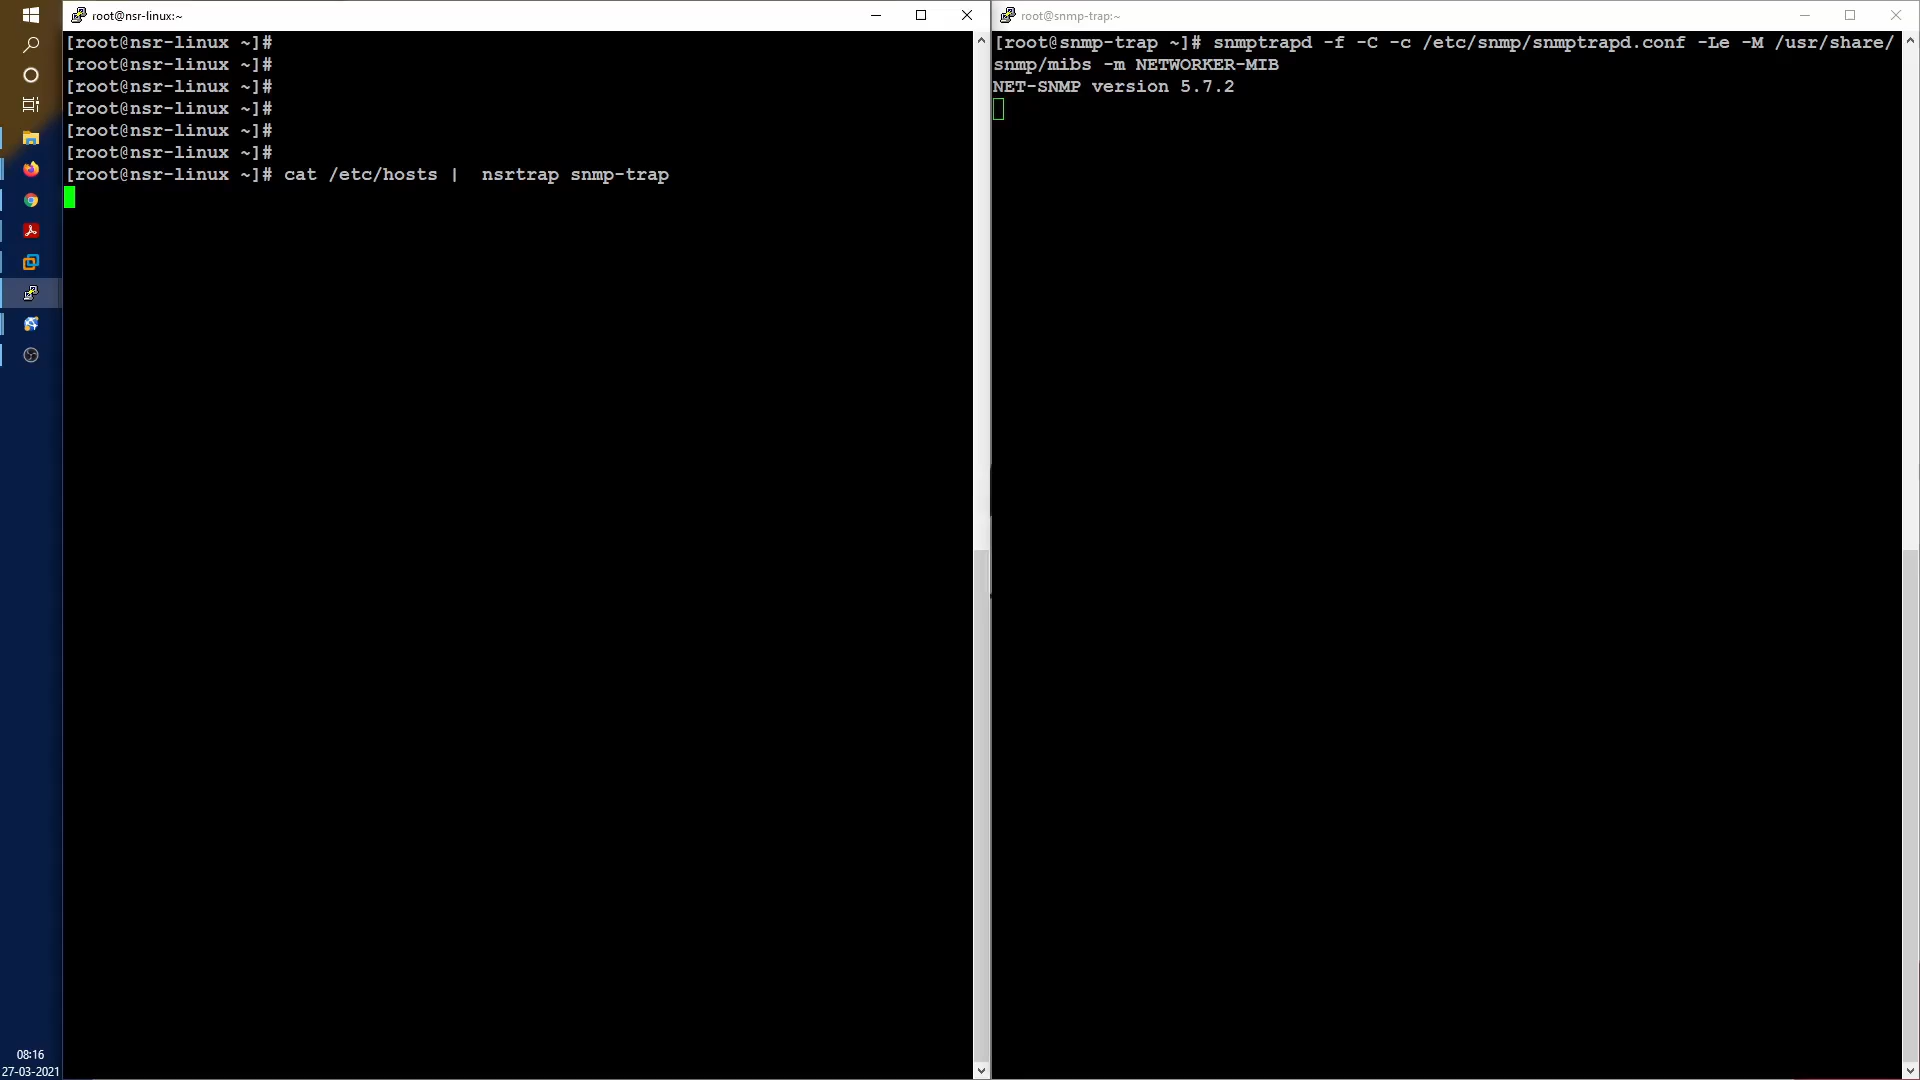 root@nsr-linux:~
[root@nsr-linux ~]#
[root@nsr-linux ~]#
[root@nsr-linux ~]#
[root@nsr-linux ~]#
[root@nsr-linux ~]#
[root@nsr-linux ~]#
[root@nsr-linux ~]# cat /etc/hosts |  nsrtrap snmp-trap
root@snmp-trap:~
[root@snmp-trap ~]# snmptrapd -f -C -c /etc/snmp/snmptrapd.conf -Le -M /usr/share/
snmp/mibs -m NETWORKER-MIB
NET-SNMP version 5.7.2
08:16
27-03-2021